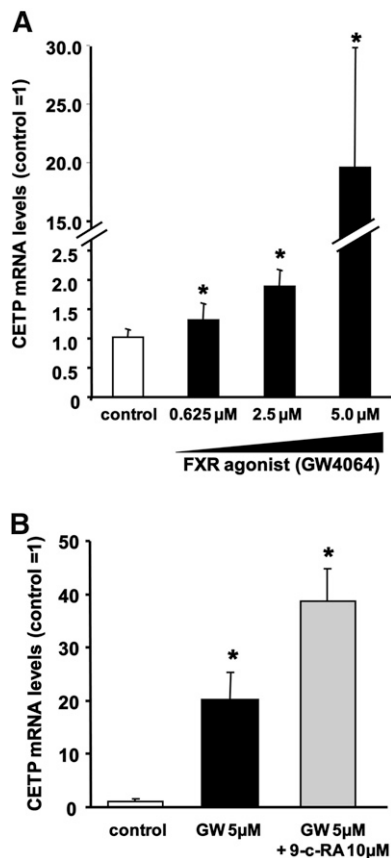 A
CETP mRNA levels (control =1)
30.0
20.0
15.0
2.5
2.0
1.5
1.0
0.5
0
*
*
*
control
0.625 µM
2.5 µM
5.0 µM
FXR agonist (GW4064)
B
CETP mRNA levels (control =1)
50
40
30
20
10
0
*
*
control
GW 5µM
GW 5µM
+ 9-c-RA 10µM